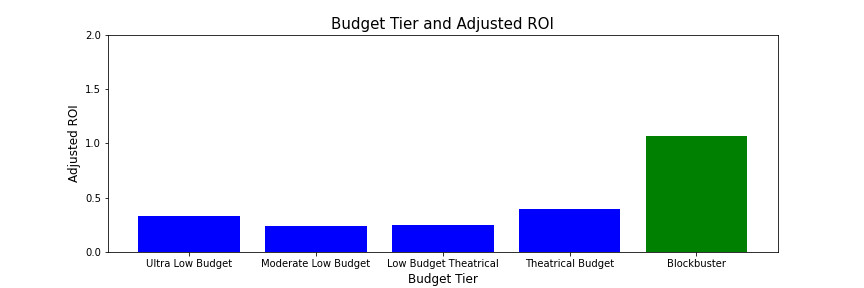 Budget Tier and Adjusted ROI
2.0
1.5
1.0
0.5
0.0
Adjusted ROI
Ultra Low Budget Moderate Low Budget Low Budget Theatrical Theatrical Budget Blockbuster
Budget Tier